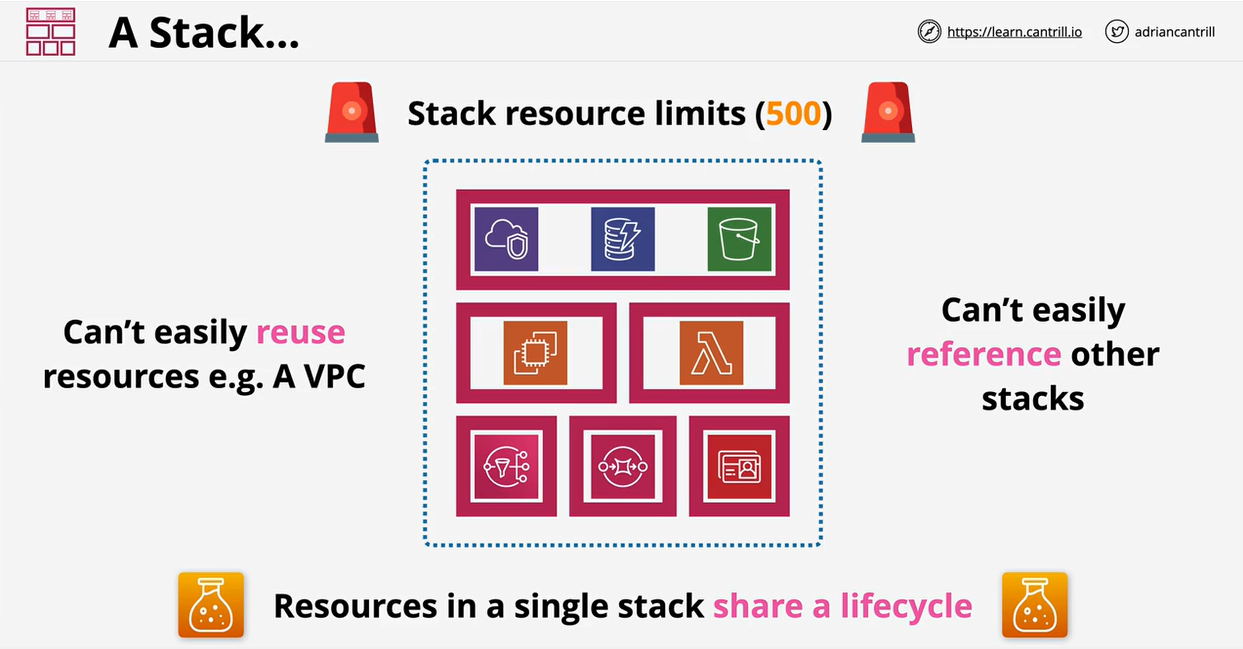 A Stack...
https://learn.cantrill.io
adriancantrill
Stack resource limits (500)
Can't easily reuse
resources e.g. A VPC
Can't easily
reference other
stacks
Resources in a single stack share a lifecycle